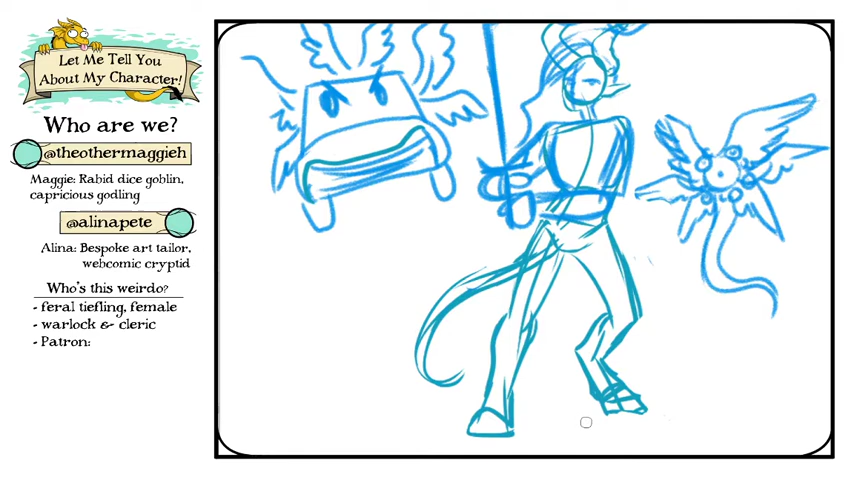 Let Me Tell You
About My Character!
Who are we?
@theothermaggieh
Maggie: Rabid dice goblin,
capricious godling
@alinapete
Alina: Bespoke art tailor,
webcomic cryptid
Who's this weirdo?
- feral tiefling, female
- warlock & cleric
- Patron: